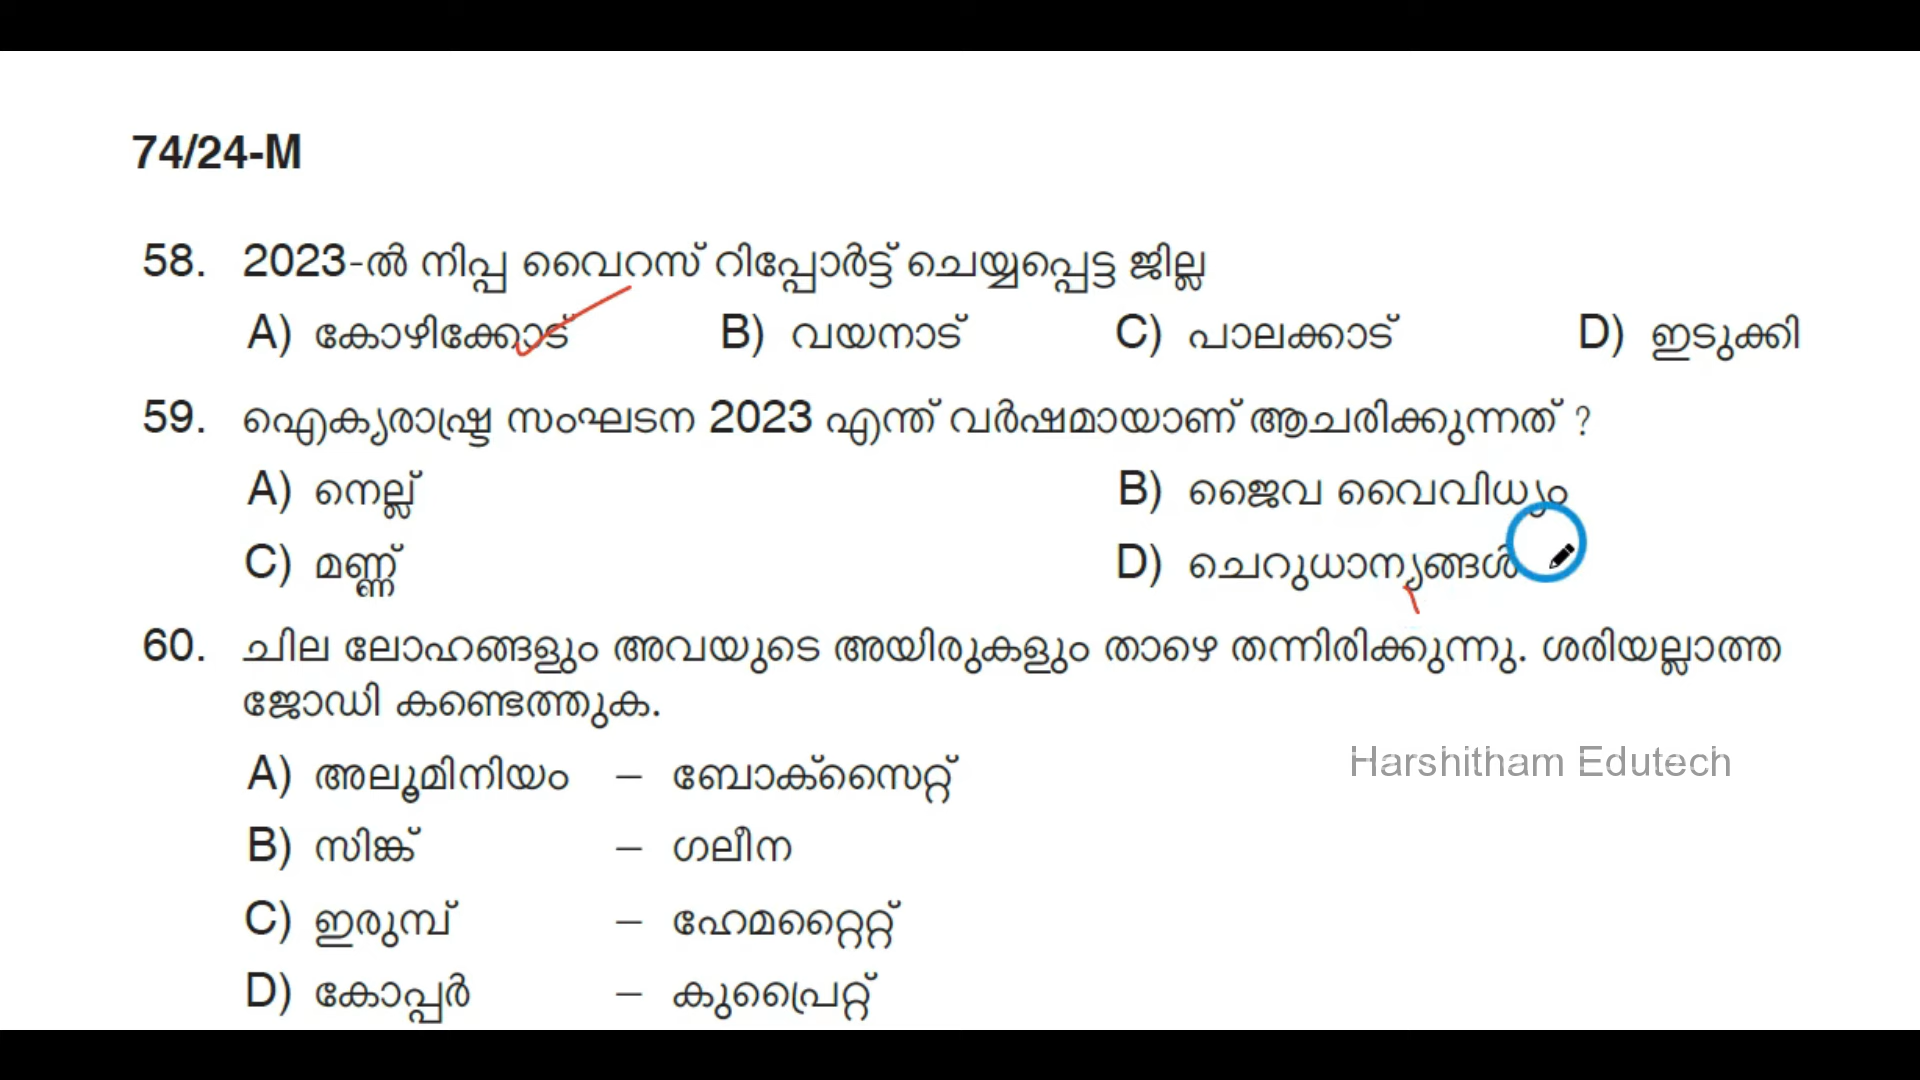 74/24-M
58. 2023-ൽ നിപ്പ വൈറസ് റിപ്പോർട്ട് ചെയ്യപ്പെട്ട ജില്ല
A) കോഴിക്കോട് B) വയനാട് C) പാലക്കാട് D) ഇടുക്കി
59. ഐക്യരാഷ്ട്ര സംഘടന 2023 എന്ത് വർഷമായാണ് ആചരിക്കുന്നത് ?
A) നെല്ല് B) ജൈവ വൈവിധ്യം
C) മണ്ണ് D) ചെറുധാന്യങ്ങൾ
60. ചില ലോഹങ്ങളും അവയുടെ അയിരുകളും താഴെ തന്നിരിക്കുന്നു. ശരിയല്ലാത്ത
ജോഡി കണ്ടെത്തുക.
A) അലൂമിനിയം – ബോക്സൈറ്റ്
Harshitham Edutech
B) സിങ്ക് – ഗലീന
C) ഇരുമ്പ് – ഹേമറ്റൈറ്റ്
D) കോപ്പർ – കുപ്രൈറ്റ്